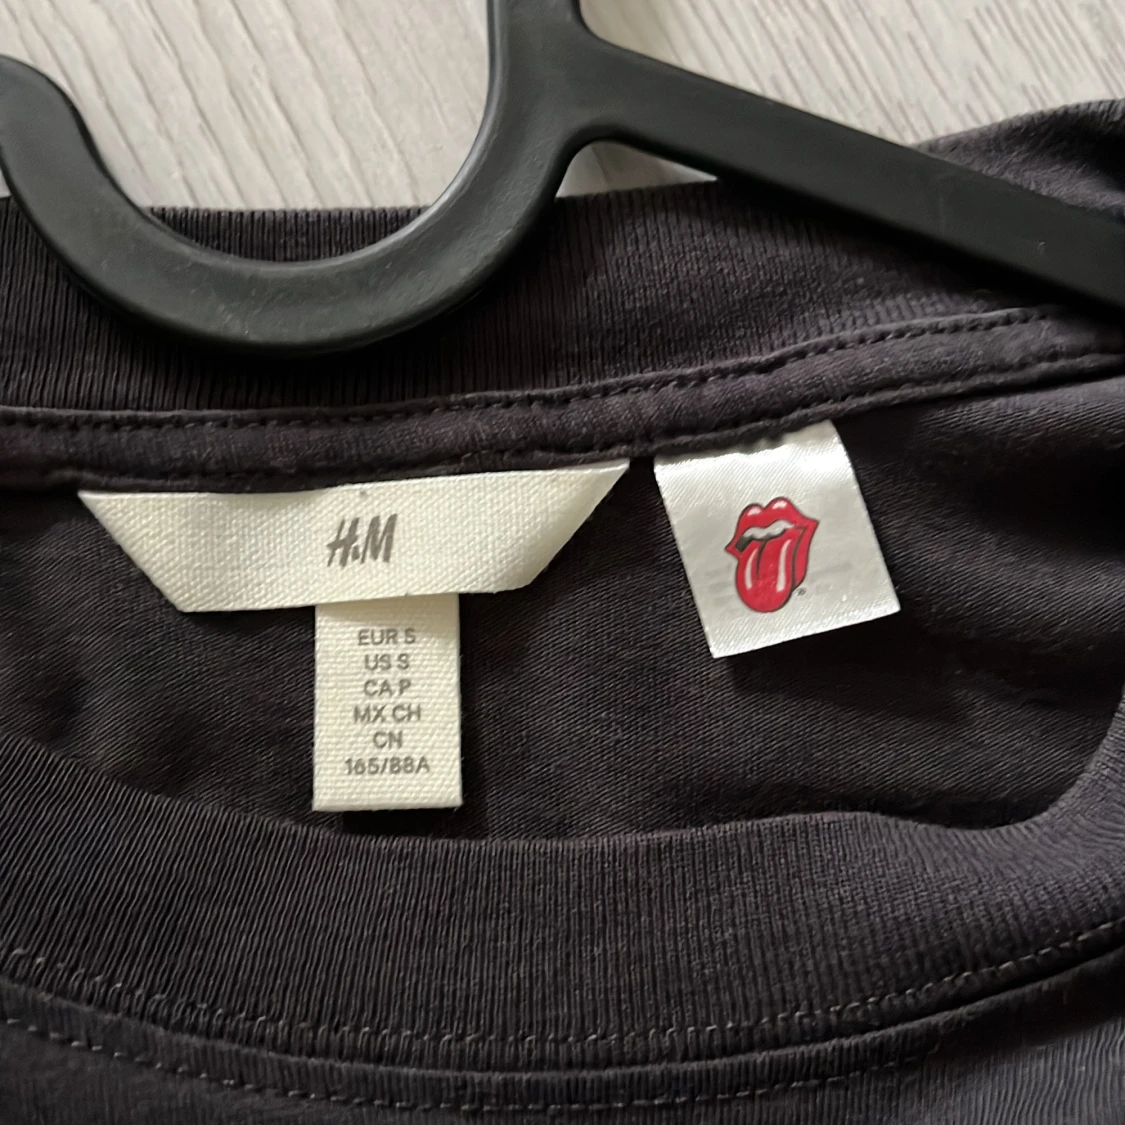 H&M
EUR S
US S
CA P
MX CH
CN
165/88A